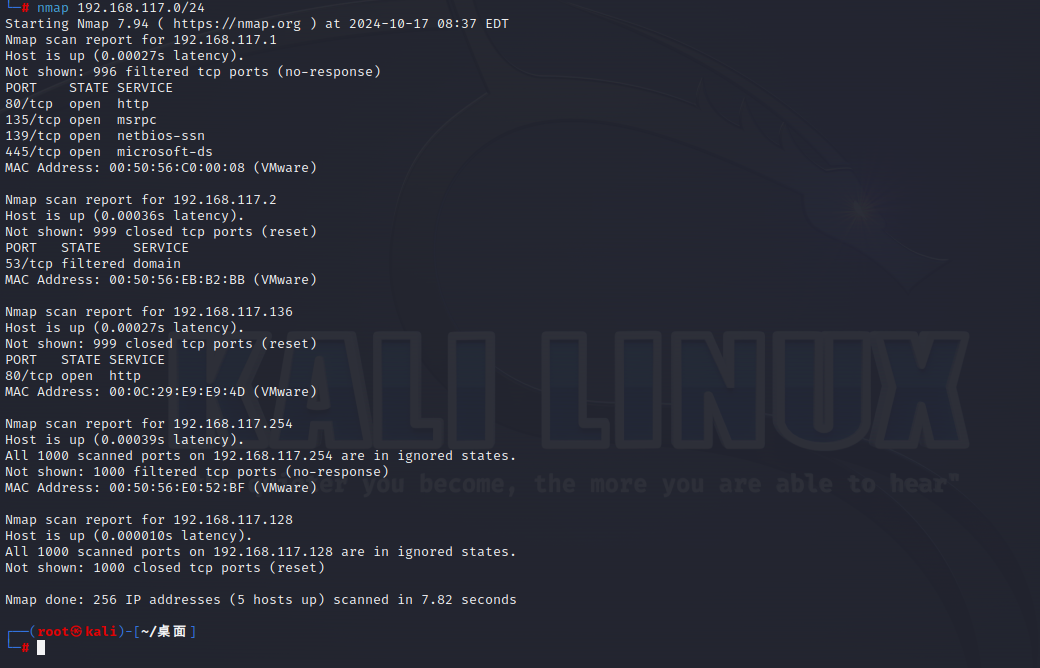 └─# nmap 192.168.117.0/24
Starting Nmap 7.94 ( https://nmap.org ) at 2024-10-17 08:37 EDT
Nmap scan report for 192.168.117.1
Host is up (0.00027s latency).
Not shown: 996 filtered tcp ports (no-response)
PORT    STATE SERVICE
80/tcp  open  http
135/tcp open  msrpc
139/tcp open  netbios-ssn
445/tcp open  microsoft-ds
MAC Address: 00:50:56:C0:00:08 (VMware)

Nmap scan report for 192.168.117.2
Host is up (0.00036s latency).
Not shown: 999 closed tcp ports (reset)
PORT   STATE    SERVICE
53/tcp filtered domain
MAC Address: 00:50:56:EB:B2:BB (VMware)

Nmap scan report for 192.168.117.136
Host is up (0.00027s latency).
Not shown: 999 closed tcp ports (reset)
PORT   STATE SERVICE
80/tcp open  http
MAC Address: 00:0C:29:E9:E9:4D (VMware)

Nmap scan report for 192.168.117.254
Host is up (0.00039s latency).
All 1000 scanned ports on 192.168.117.254 are in ignored states.
Not shown: 1000 filtered tcp ports (no-response)
MAC Address: 00:50:56:E0:52:BF (VMware)

Nmap scan report for 192.168.117.128
Host is up (0.000010s latency).
All 1000 scanned ports on 192.168.117.128 are in ignored states.
Not shown: 1000 closed tcp ports (reset)

Nmap done: 256 IP addresses (5 hosts up) scanned in 7.82 seconds

┌──(root㉿kali)-[~/桌面]
└─#
KALI LINUX
you become, the more you are able to hear"